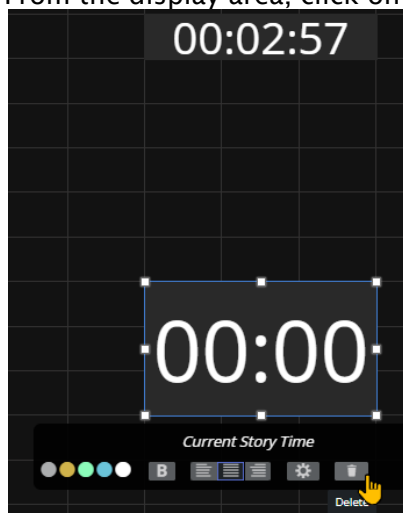 From the display area, click on
00:02:57
00:00
Current Story Time
B
Delete